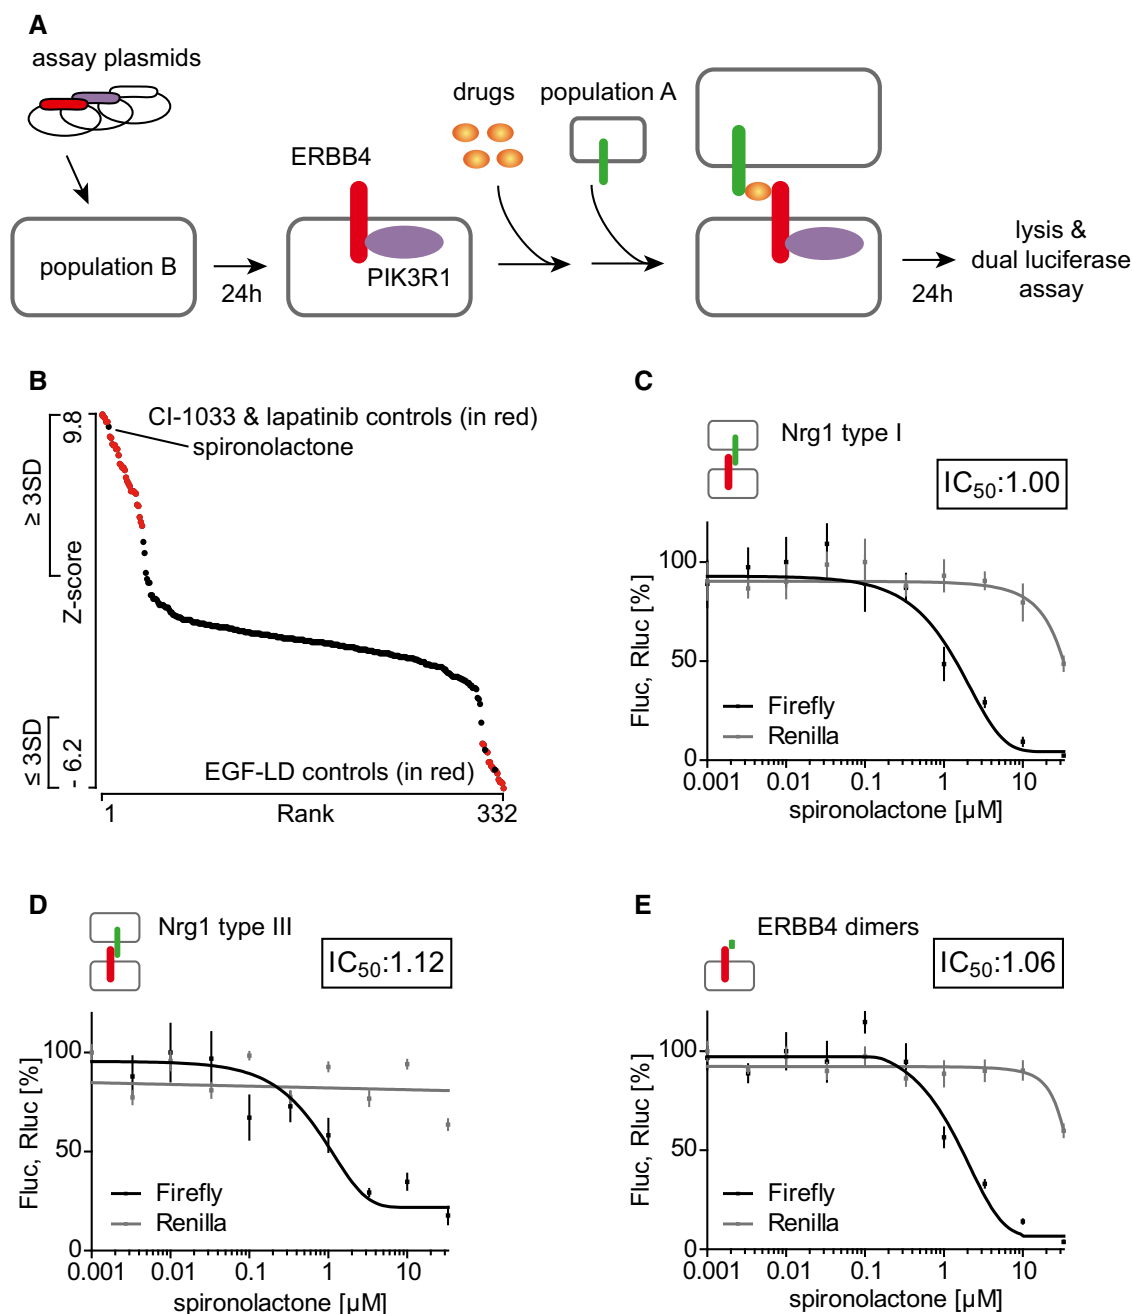 A
assay plasmids
population B
24h
ERBB4
PIK3R1
drugs
population A
24h
lysis &
dual luciferase
assay
B
≥ 3SD
9.8
Z-score
≤ 3SD
- 6.2
CI-1033 & lapatinib controls (in red)
spironolactone
EGF-LD controls (in red)
1
Rank
332
C
Nrg1 type I
IC50:1.00
Fluc, Rluc [%]
100
50
0
Firefly
Renilla
0.001 0.01 0.1 1 10
spironolactone [µM]
D
Nrg1 type III
IC50:1.12
Fluc, Rluc [%]
100
50
0
Firefly
Renilla
0.001 0.01 0.1 1 10
spironolactone [µM]
E
ERBB4 dimers
IC50:1.06
Fluc, Rluc [%]
100
50
0
Firefly
Renilla
0.001 0.01 0.1 1 10
spironolactone [µM]